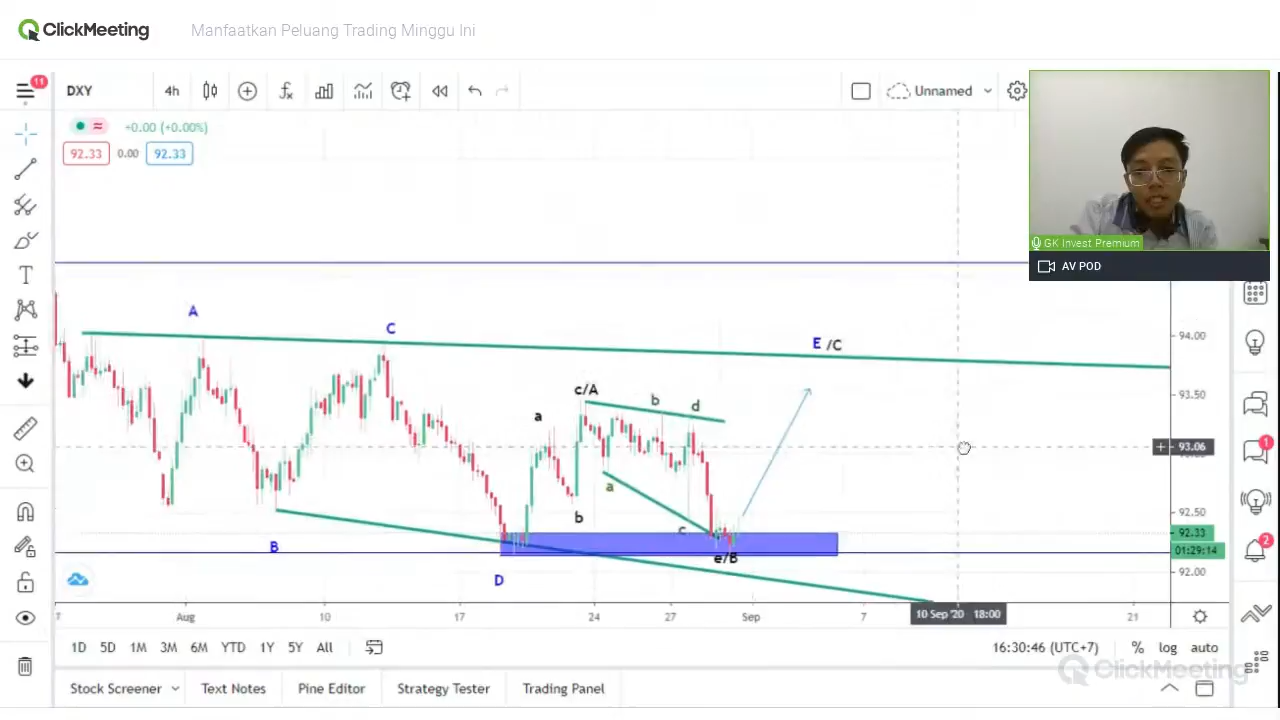 ClickMeeting Manfaatkan Peluang Trading Minggu Ini
11
DXY 4h Unnamed
+0.00 (+0.00%)
92.33 0.00 92.33
GK Invest Premium
AV POD
A
C
E /C
94.00
c/A
b
d
93.50
a
93.06
a
b
1
92.50
c
92.33
01:29:14
2
B
e/B
D
92.00
7 Aug 10 17 24 27 Sep 7 10 Sep '20 18:00 21
1D 5D 1M 3M 6M YTD 1Y 5Y All 16:30:46 (UTC+7) % log auto
ClickMeeting
Stock Screener Text Notes Pine Editor Strategy Tester Trading Panel